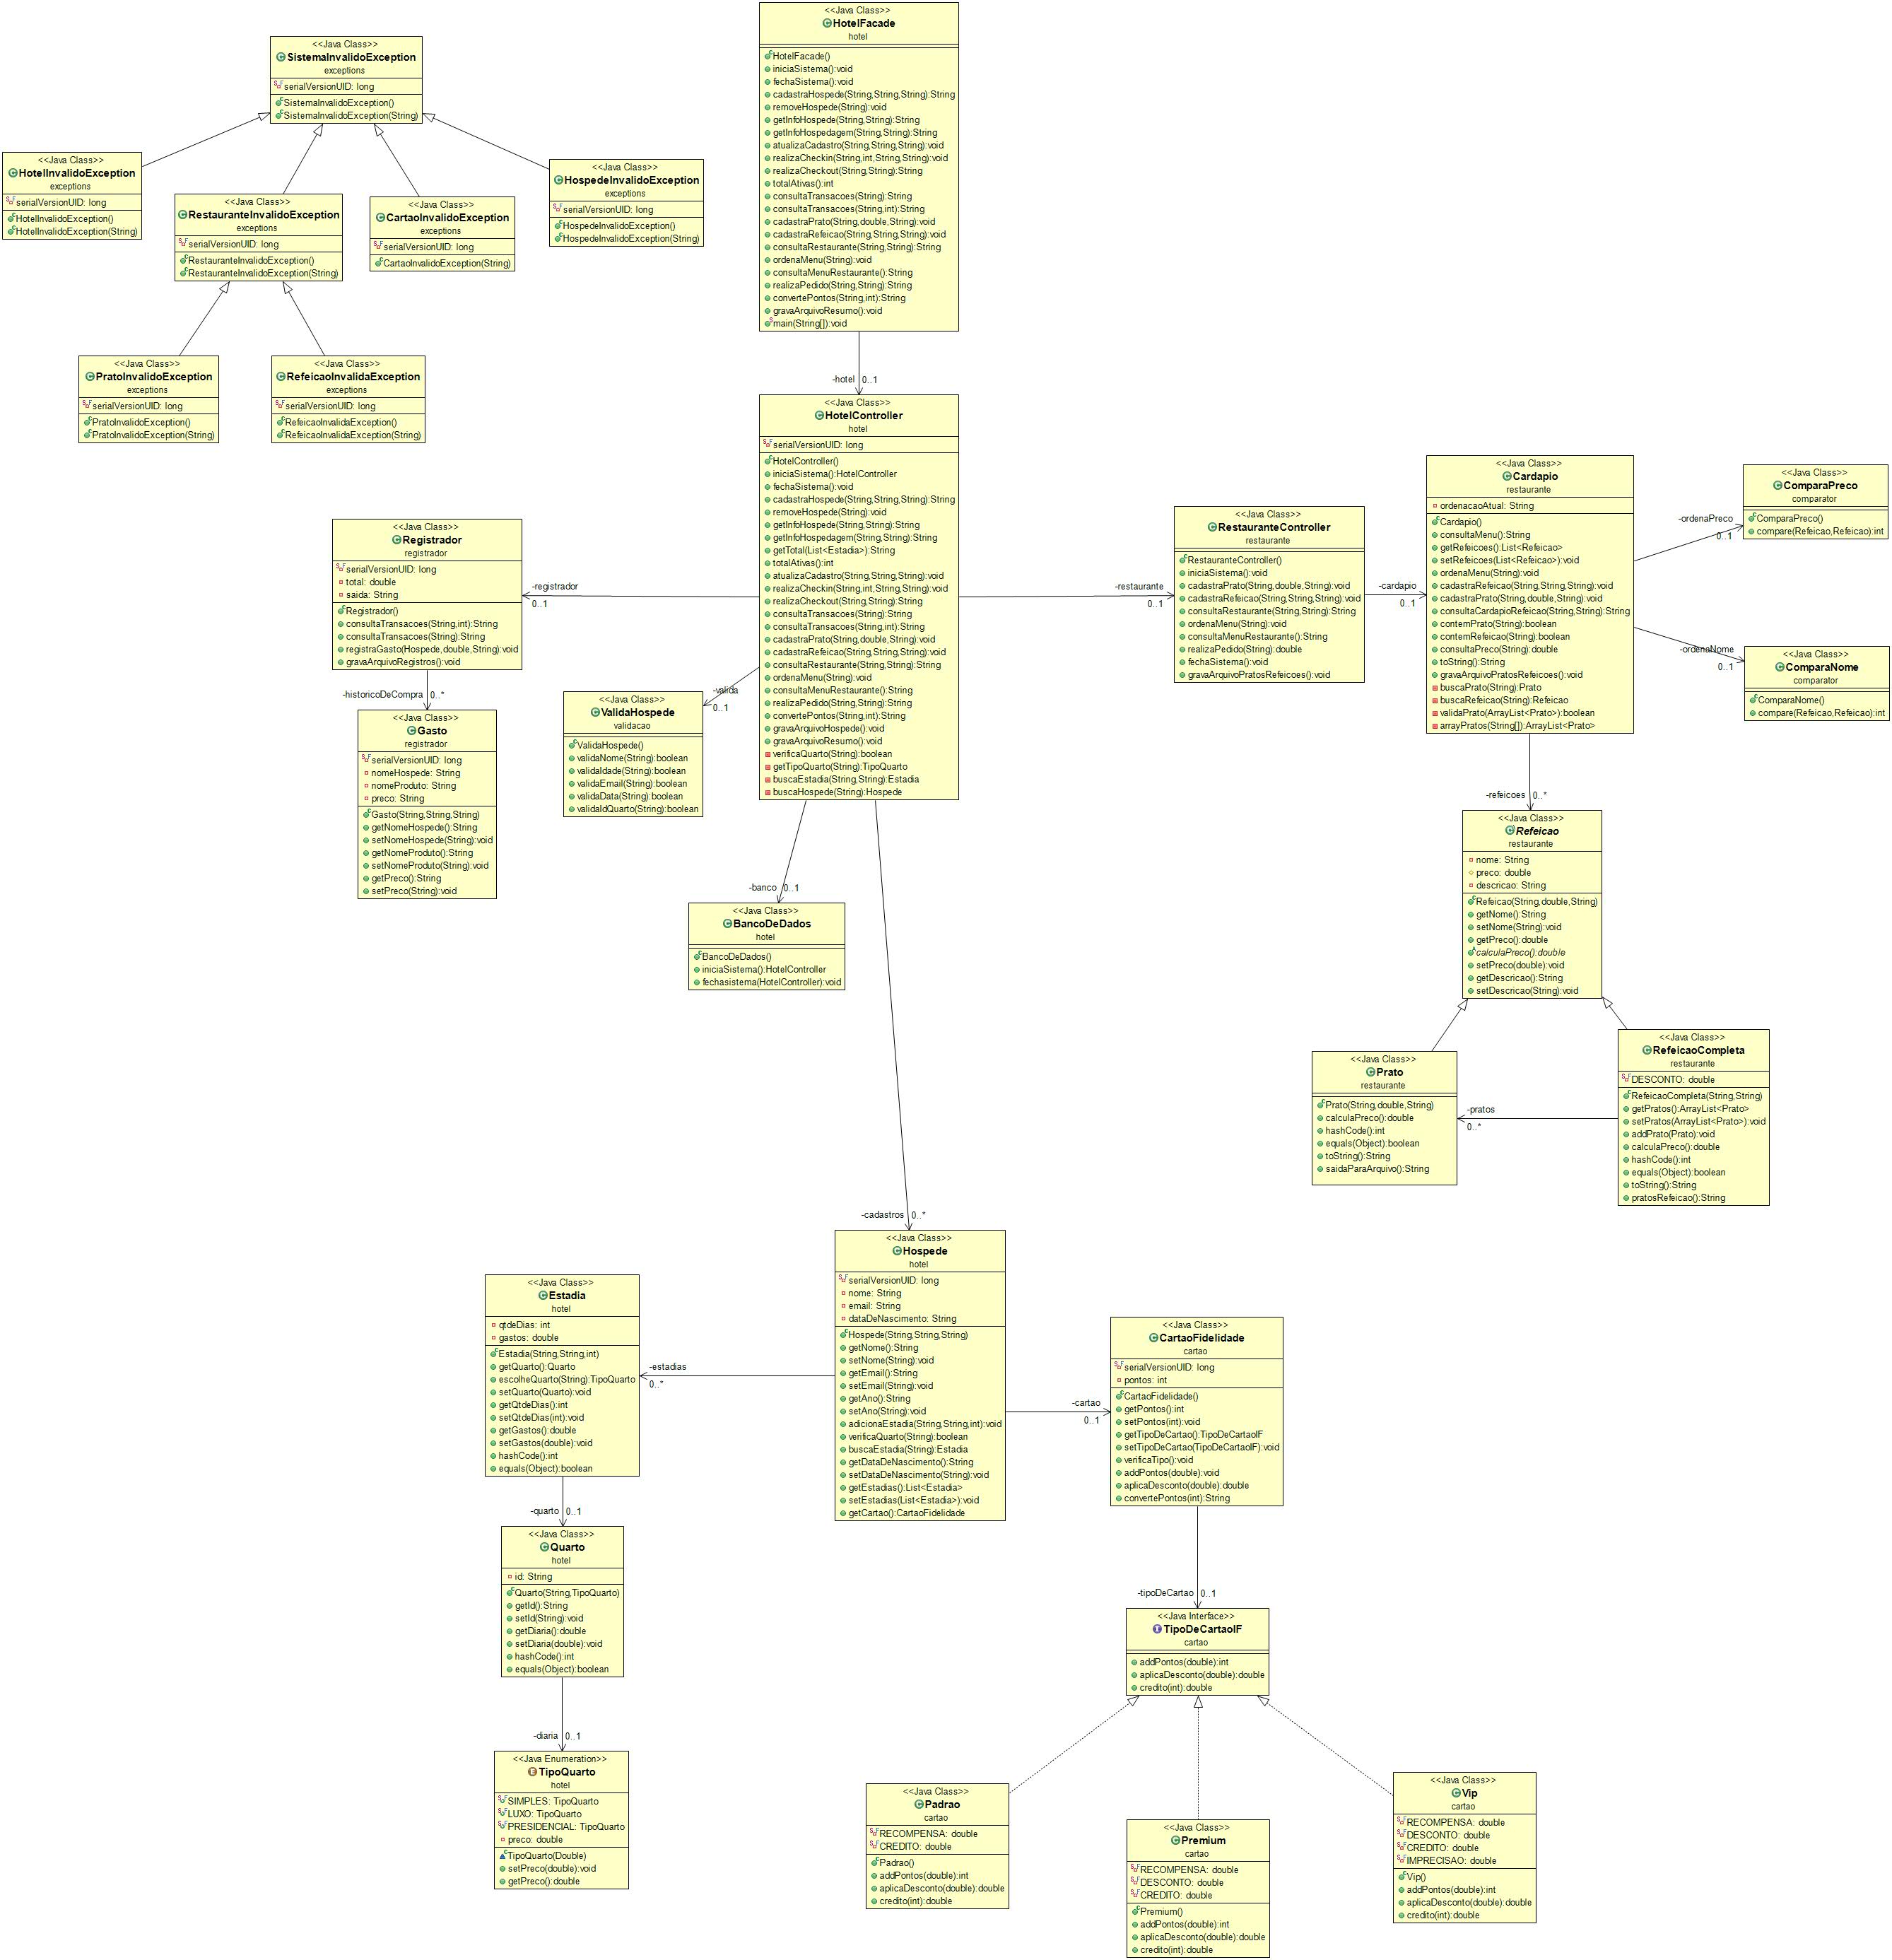 <<Java Class>>
HotelFacade
hotel
HotelFacade()
iniciaSistema():void
fechaSistema():void
cadastraHospede(String,String,String):String
removeHospede(String):void
getInfoHospede(String,String):String
getInfoHospedagem(String,String):String
atualizaCadastro(String,String,String):void
realizaCheckin(String,int,String,String):void
realizaCheckout(String,String):String
totalAtivas():int
consultaTransacoes(String):String
consultaTransacoes(String,int):String
cadastraPrato(String,double,String):void
cadastraRefeicao(String,String,String):void
consultaRestaurante(String,String):String
ordenaMenu(String):void
consultaMenuRestaurante():String
realizaPedido(String,String):String
convertePontos(String,int):String
gravaArquivoResumo():void
main(String[]):void
<<Java Class>>
SistemaInvalidoException
exceptions
serialVersionUID: long
SistemaInvalidoException()
SistemaInvalidoException(String)
<<Java Class>>
HotelInvalidoException
exceptions
serialVersionUID: long
HotelInvalidoException()
HotelInvalidoException(String)
<<Java Class>>
RestauranteInvalidoException
exceptions
serialVersionUID: long
RestauranteInvalidoException()
RestauranteInvalidoException(String)
<<Java Class>>
CartaoInvalidoException
exceptions
serialVersionUID: long
CartaoInvalidoException(String)
<<Java Class>>
HospedeInvalidoException
exceptions
serialVersionUID: long
HospedeInvalidoException()
HospedeInvalidoException(String)
<<Java Class>>
PratoInvalidoException
exceptions
serialVersionUID: long
PratoInvalidoException()
PratoInvalidoException(String)
<<Java Class>>
RefeicaoInvalidaException
exceptions
serialVersionUID: long
RefeicaoInvalidaException()
RefeicaoInvalidaException(String)
-hotel 0..1
<<Java Class>>
HotelController
hotel
serialVersionUID: long
HotelController()
iniciaSistema():HotelController
fechaSistema():void
cadastraHospede(String,String,String):String
removeHospede(String):void
getInfoHospede(String,String):String
getInfoHospedagem(String,String):String
getTotal(List<Estadia>):String
totalAtivas():int
atualizaCadastro(String,String,String):void
realizaCheckin(String,int,String,String):void
realizaCheckout(String,String):String
consultaTransacoes(String):String
consultaTransacoes(String,int):String
cadastraPrato(String,double,String):void
cadastraRefeicao(String,String,String):void
consultaRestaurante(String,String):String
ordenaMenu(String):void
consultaMenuRestaurante():String
realizaPedido(String,String):String
convertePontos(String,int):String
gravaArquivoHospede():void
gravaArquivoResumo():void
verificaQuarto(String):boolean
getTipoQuarto(String):TipoQuarto
buscaEstadia(String,String):Estadia
buscaHospede(String):Hospede
-registrador
0..1
<<Java Class>>
Registrador
registrador
serialVersionUID: long
total: double
saida: String
Registrador()
consultaTransacoes(String,int):String
consultaTransacoes(String):String
registraGasto(Hospede,double,String):void
gravaArquivoRegistros():void
-historicoDeCompra 0..*
<<Java Class>>
Gasto
registrador
serialVersionUID: long
nomeHospede: String
nomeProduto: String
preco: String
Gasto(String,String,String)
getNomeHospede():String
setNomeHospede(String):void
getNomeProduto():String
setNomeProduto(String):void
getPreco():String
setPreco(String):void
-valida
0..1
<<Java Class>>
ValidaHospede
validacao
ValidaHospede()
validaNome(String):boolean
validaIdade(String):boolean
validaEmail(String):boolean
validaData(String):boolean
validaIdQuarto(String):boolean
-banco 0..1
<<Java Class>>
BancoDeDados
hotel
BancoDeDados()
iniciaSistema():HotelController
fechasistema(HotelController):void
-restaurante
0..1
<<Java Class>>
RestauranteController
restaurante
RestauranteController()
iniciaSistema():void
cadastraPrato(String,double,String):void
cadastraRefeicao(String,String,String):void
consultaRestaurante(String,String):String
ordenaMenu(String):void
consultaMenuRestaurante():String
realizaPedido(String):double
fechaSistema():void
gravaArquivoPratosRefeicoes():void
-cardapio
0..1
<<Java Class>>
Cardapio
restaurante
ordenacaoAtual: String
Cardapio()
consultaMenu():String
getRefeicoes():List<Refeicao>
setRefeicoes(List<Refeicao>):void
ordenaMenu(String):void
cadastraRefeicao(String,String,String):void
cadastraPrato(String,double,String):void
consultaCardapioRefeicao(String,String):String
contemPrato(String):boolean
contemRefeicao(String):boolean
consultaPreco(String):double
toString():String
gravaArquivoPratosRefeicoes():void
buscaPrato(String):Prato
buscaRefeicao(String):Refeicao
validaPrato(ArrayList<Prato>):boolean
arrayPratos(String[]):ArrayList<Prato>
-ordenaPreco
0..1
<<Java Class>>
ComparaPreco
comparator
ComparaPreco()
compare(Refeicao,Refeicao):int
-ordenaNome
0..1
<<Java Class>>
ComparaNome
comparator
ComparaNome()
compare(Refeicao,Refeicao):int
-refeicoes 0..*
<<Java Class>>
Refeicao
restaurante
nome: String
preco: double
descricao: String
Refeicao(String,double,String)
getNome():String
setNome(String):void
getPreco():double
calculaPreco():double
setPreco(double):void
getDescricao():String
setDescricao(String):void
<<Java Class>>
Prato
restaurante
Prato(String,double,String)
calculaPreco():double
hashCode():int
equals(Object):boolean
toString():String
saidaParaArquivo():String
-pratos
0..*
<<Java Class>>
RefeicaoCompleta
restaurante
DESCONTO: double
RefeicaoCompleta(String,String)
getPratos():ArrayList<Prato>
setPratos(ArrayList<Prato>):void
addPrato(Prato):void
calculaPreco():double
hashCode():int
equals(Object):boolean
toString():String
pratosRefeicao():String
-cadastros 0..*
<<Java Class>>
Hospede
hotel
serialVersionUID: long
nome: String
email: String
dataDeNascimento: String
Hospede(String,String,String)
getNome():String
setNome(String):void
getEmail():String
setEmail(String):void
getAno():String
setAno(String):void
adicionaEstadia(String,String,int):void
verificaQuarto(String):boolean
buscaEstadia(String):Estadia
getDataDeNascimento():String
setDataDeNascimento(String):void
getEstadias():List<Estadia>
setEstadias(List<Estadia>):void
getCartao():CartaoFidelidade
-estadias
0..*
<<Java Class>>
Estadia
hotel
qtdeDias: int
gastos: double
Estadia(String,String,int)
getQuarto():Quarto
escolheQuarto(String):TipoQuarto
setQuarto(Quarto):void
getQtdeDias():int
setQtdeDias(int):void
getGastos():double
setGastos(double):void
hashCode():int
equals(Object):boolean
-quarto 0..1
<<Java Class>>
Quarto
hotel
id: String
Quarto(String,TipoQuarto)
getId():String
setId(String):void
getDiaria():double
setDiaria(double):void
hashCode():int
equals(Object):boolean
-diaria 0..1
<<Java Enumeration>>
TipoQuarto
hotel
SIMPLES: TipoQuarto
LUXO: TipoQuarto
PRESIDENCIAL: TipoQuarto
preco: double
TipoQuarto(Double)
setPreco(double):void
getPreco():double
-cartao
0..1
<<Java Class>>
CartaoFidelidade
cartao
serialVersionUID: long
pontos: int
CartaoFidelidade()
getPontos():int
setPontos(int):void
getTipoDeCartao():TipoDeCartaoIF
setTipoDeCartao(TipoDeCartaoIF):void
verificaTipo():void
addPontos(double):void
aplicaDesconto(double):double
convertePontos(int):String
-tipoDeCartao 0..1
<<Java Interface>>
TipoDeCartaoIF
cartao
addPontos(double):int
aplicaDesconto(double):double
credito(int):double
<<Java Class>>
Padrao
cartao
RECOMPENSA: double
CREDITO: double
Padrao()
addPontos(double):int
aplicaDesconto(double):double
credito(int):double
<<Java Class>>
Premium
cartao
RECOMPENSA: double
DESCONTO: double
CREDITO: double
Premium()
addPontos(double):int
aplicaDesconto(double):double
credito(int):double
<<Java Class>>
Vip
cartao
RECOMPENSA: double
DESCONTO: double
CREDITO: double
IMPRECISAO: double
Vip()
addPontos(double):int
aplicaDesconto(double):double
credito(int):double